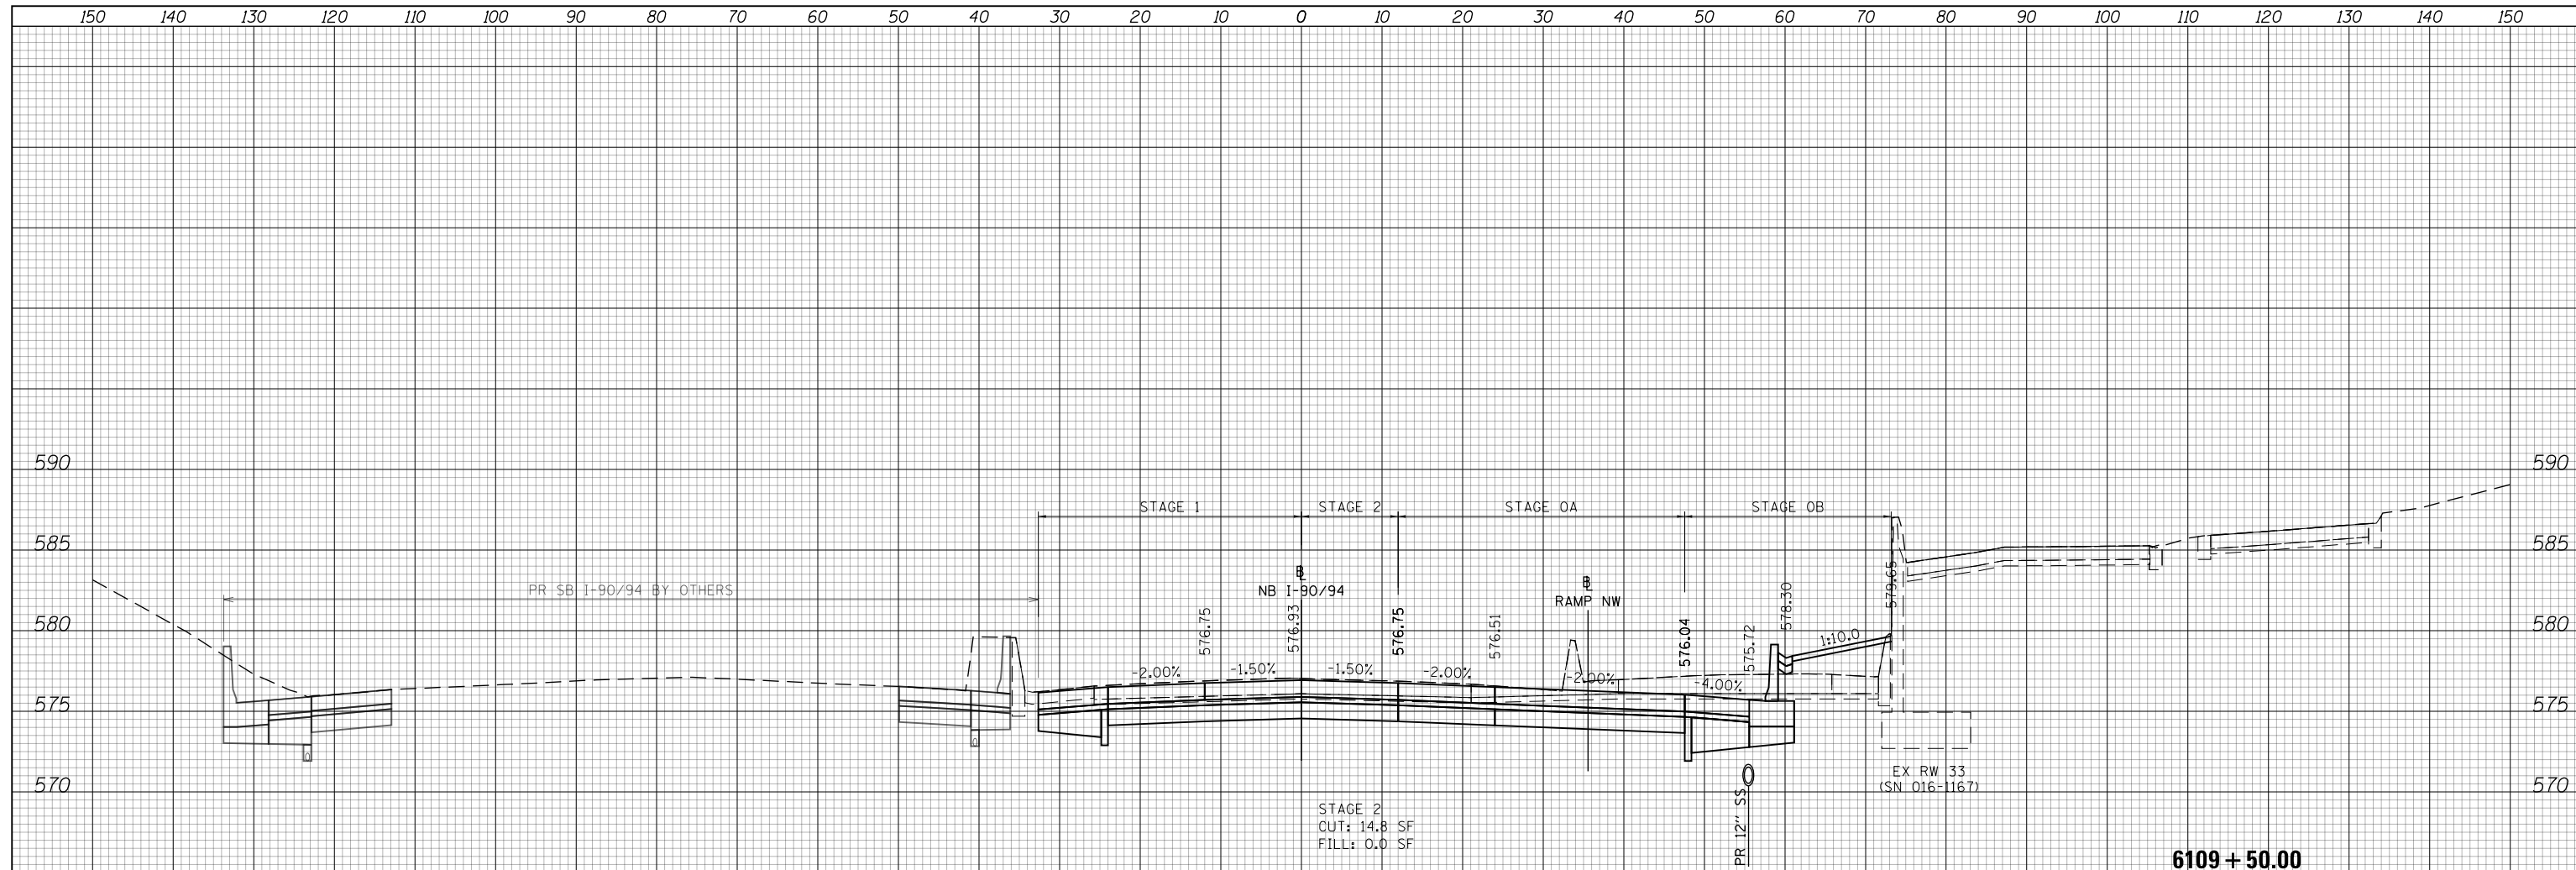 150 140 130 120 110 100 90 80 70 60 50 40 30 20 10 0 10 20 30 40 50 60 70 80 90 100 110 120 130 140 150
590 590
STAGE 1 STAGE 2 STAGE 0A STAGE 0B
585 585
PR SB I-90/94 BY OTHERS
NB I-90/94
RAMP NW
580 580
576.75
576.93
576.75
576.51
576.04
575.72
578.30
579.65
1:10.0
-2.00% -1.50% -1.50% -2.00% -2.00% -4.00%
575 575
570 570
EX RW 33
(SN 016-1167)
PR 12" SS
STAGE 2
CUT: 14.8 SF
FILL: 0.0 SF
6109 + 50.00